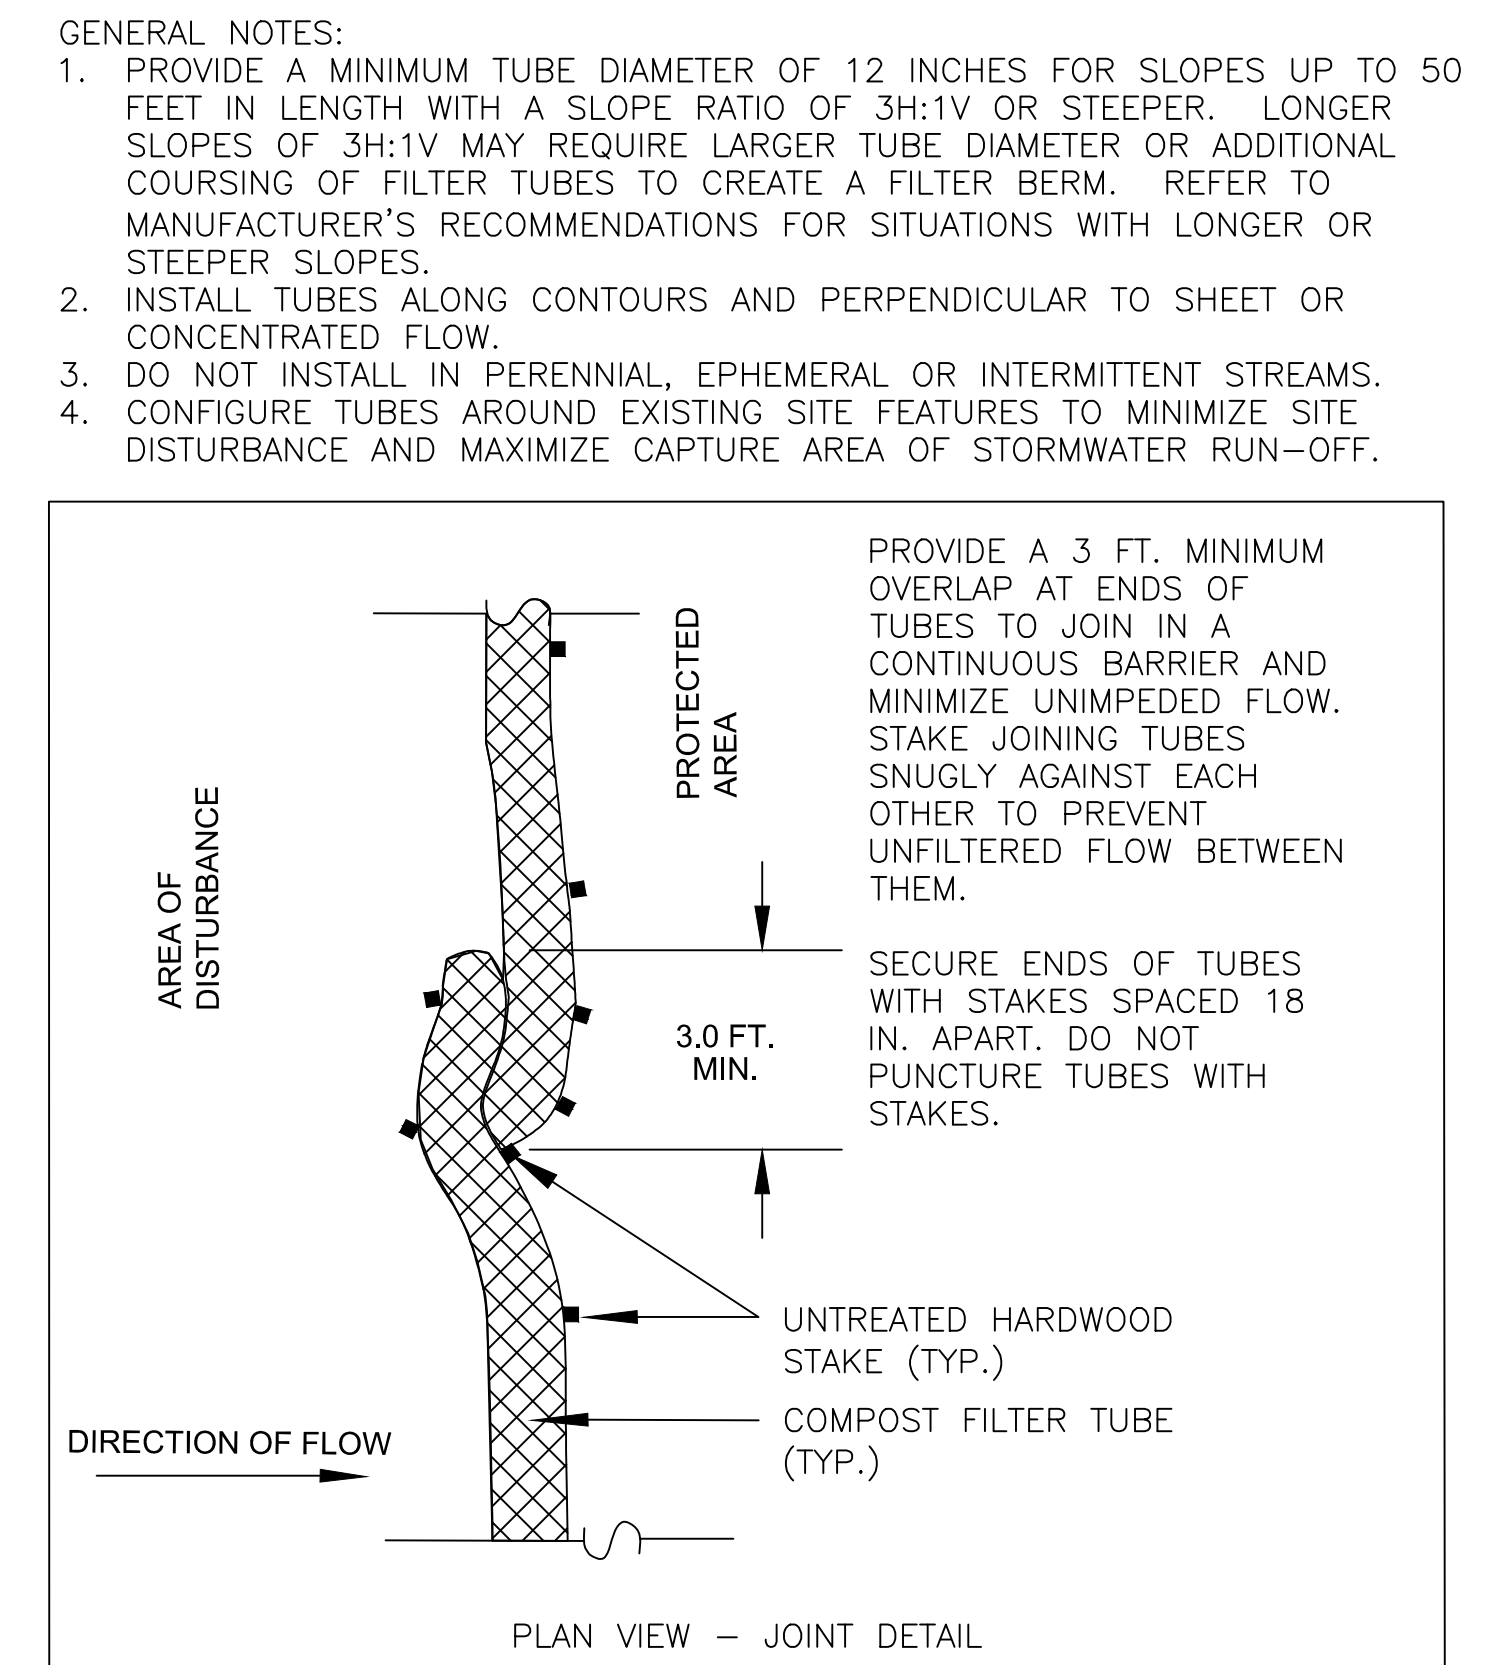 GENERAL NOTES:
1. PROVIDE A MINIMUM TUBE DIAMETER OF 12 INCHES FOR SLOPES UP TO 50
FEET IN LENGTH WITH A SLOPE RATIO OF 3H:1V OR STEEPER. LONGER
SLOPES OF 3H:1V MAY REQUIRE LARGER TUBE DIAMETER OR ADDITIONAL
COURSING OF FILTER TUBES TO CREATE A FILTER BERM. REFER TO
MANUFACTURER'S RECOMMENDATIONS FOR SITUATIONS WITH LONGER OR
STEEPER SLOPES.
2. INSTALL TUBES ALONG CONTOURS AND PERPENDICULAR TO SHEET OR
CONCENTRATED FLOW.
3. DO NOT INSTALL IN PERENNIAL, EPHEMERAL OR INTERMITTENT STREAMS.
4. CONFIGURE TUBES AROUND EXISTING SITE FEATURES TO MINIMIZE SITE
DISTURBANCE AND MAXIMIZE CAPTURE AREA OF STORMWATER RUN-OFF.
AREA OF
DISTURBANCE
PROTECTED
AREA
PROVIDE A 3 FT. MINIMUM
OVERLAP AT ENDS OF
TUBES TO JOIN IN A
CONTINUOUS BARRIER AND
MINIMIZE UNIMPEDED FLOW.
STAKE JOINING TUBES
SNUGLY AGAINST EACH
OTHER TO PREVENT
UNFILTERED FLOW BETWEEN
THEM.
SECURE ENDS OF TUBES
WITH STAKES SPACED 18
IN. APART. DO NOT
PUNCTURE TUBES WITH
STAKES.
3.0 FT.
MIN.
UNTREATED HARDWOOD
STAKE (TYP.)
COMPOST FILTER TUBE
(TYP.)
DIRECTION OF FLOW
PLAN VIEW - JOINT DETAIL